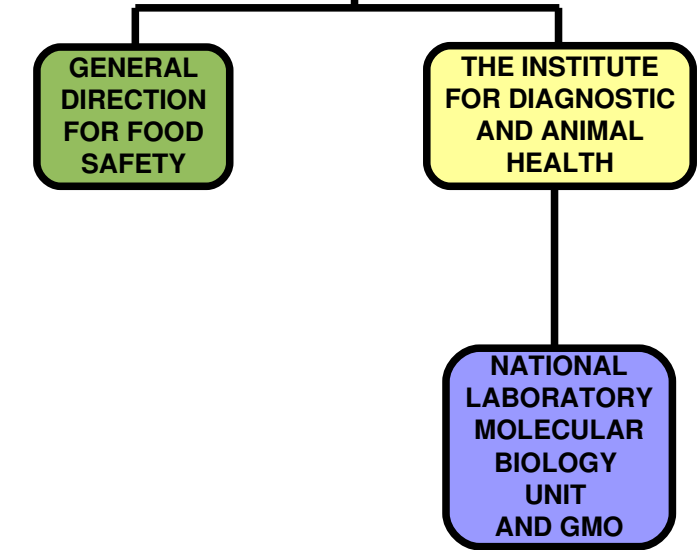 GENERAL
DIRECTION
FOR FOOD
SAFETY
THE INSTITUTE
FOR DIAGNOSTIC
AND ANIMAL
HEALTH
NATIONAL
LABORATORY
MOLECULAR
BIOLOGY
UNIT
AND GMO